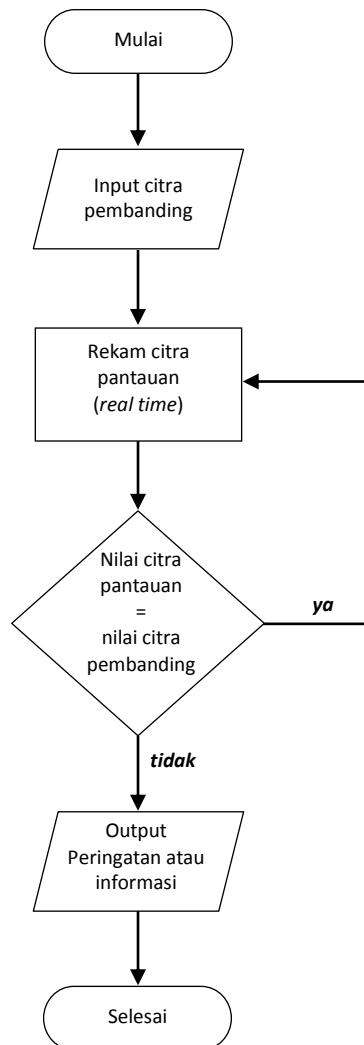 Mulai
Input citra
pembanding
Rekam citra
pantauan
(real time)
Nilai citra
pantauan
=
nilai citra
pembanding
ya
tidak
Output
Peringatan atau
informasi
Selesai